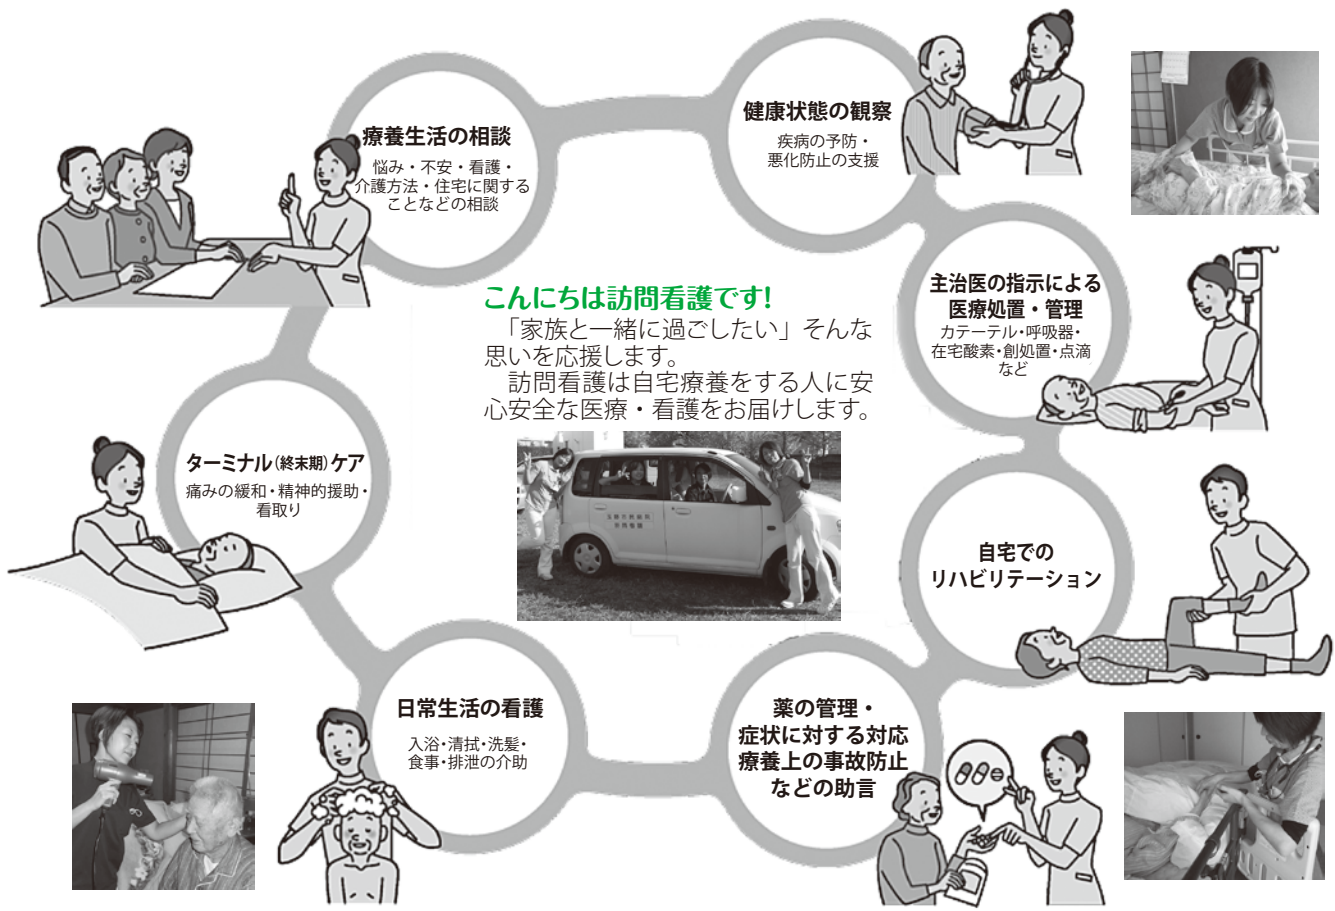 療養生活の相談
悩み・不安・看護・
介護方法・住宅に関する
ことなどの相談
健康状態の観察
疾病の予防・
悪化防止の支援
主治医の指示による
医療処置・管理
カテーテル・呼吸器・
在宅酸素・創処置・点滴
など
こんにちは訪問看護です!
「家族と一緒に過ごしたい」そんな
思いを応援します。
訪問看護は自宅療養をする人に安
心安全な医療・看護をお届けします。
ターミナル(終末期)ケア
痛みの緩和・精神的援助・
看取り
自宅での
リハビリテーション
日常生活の看護
入浴・清拭・洗髪・
食事・排泄の介助
薬の管理・
症状に対する対応
療養上の事故防止
などの助言
訪問看護